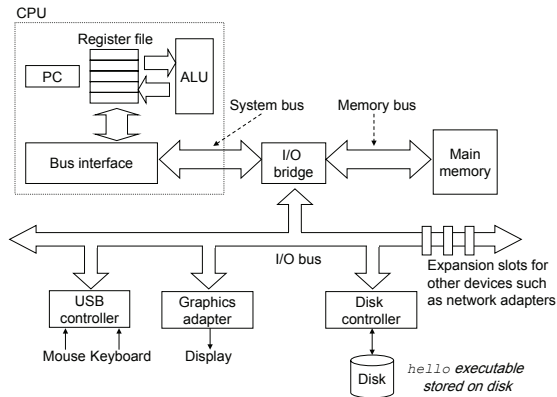 CPU
Register file
PC
ALU
System bus
Memory bus
Bus interface
I/O
bridge
Main
memory
I/O bus
Expansion slots for
other devices such
as network adapters
USB
controller
Graphics
adapter
Disk
controller
Mouse Keyboard
Display
Disk
hello executable
stored on disk